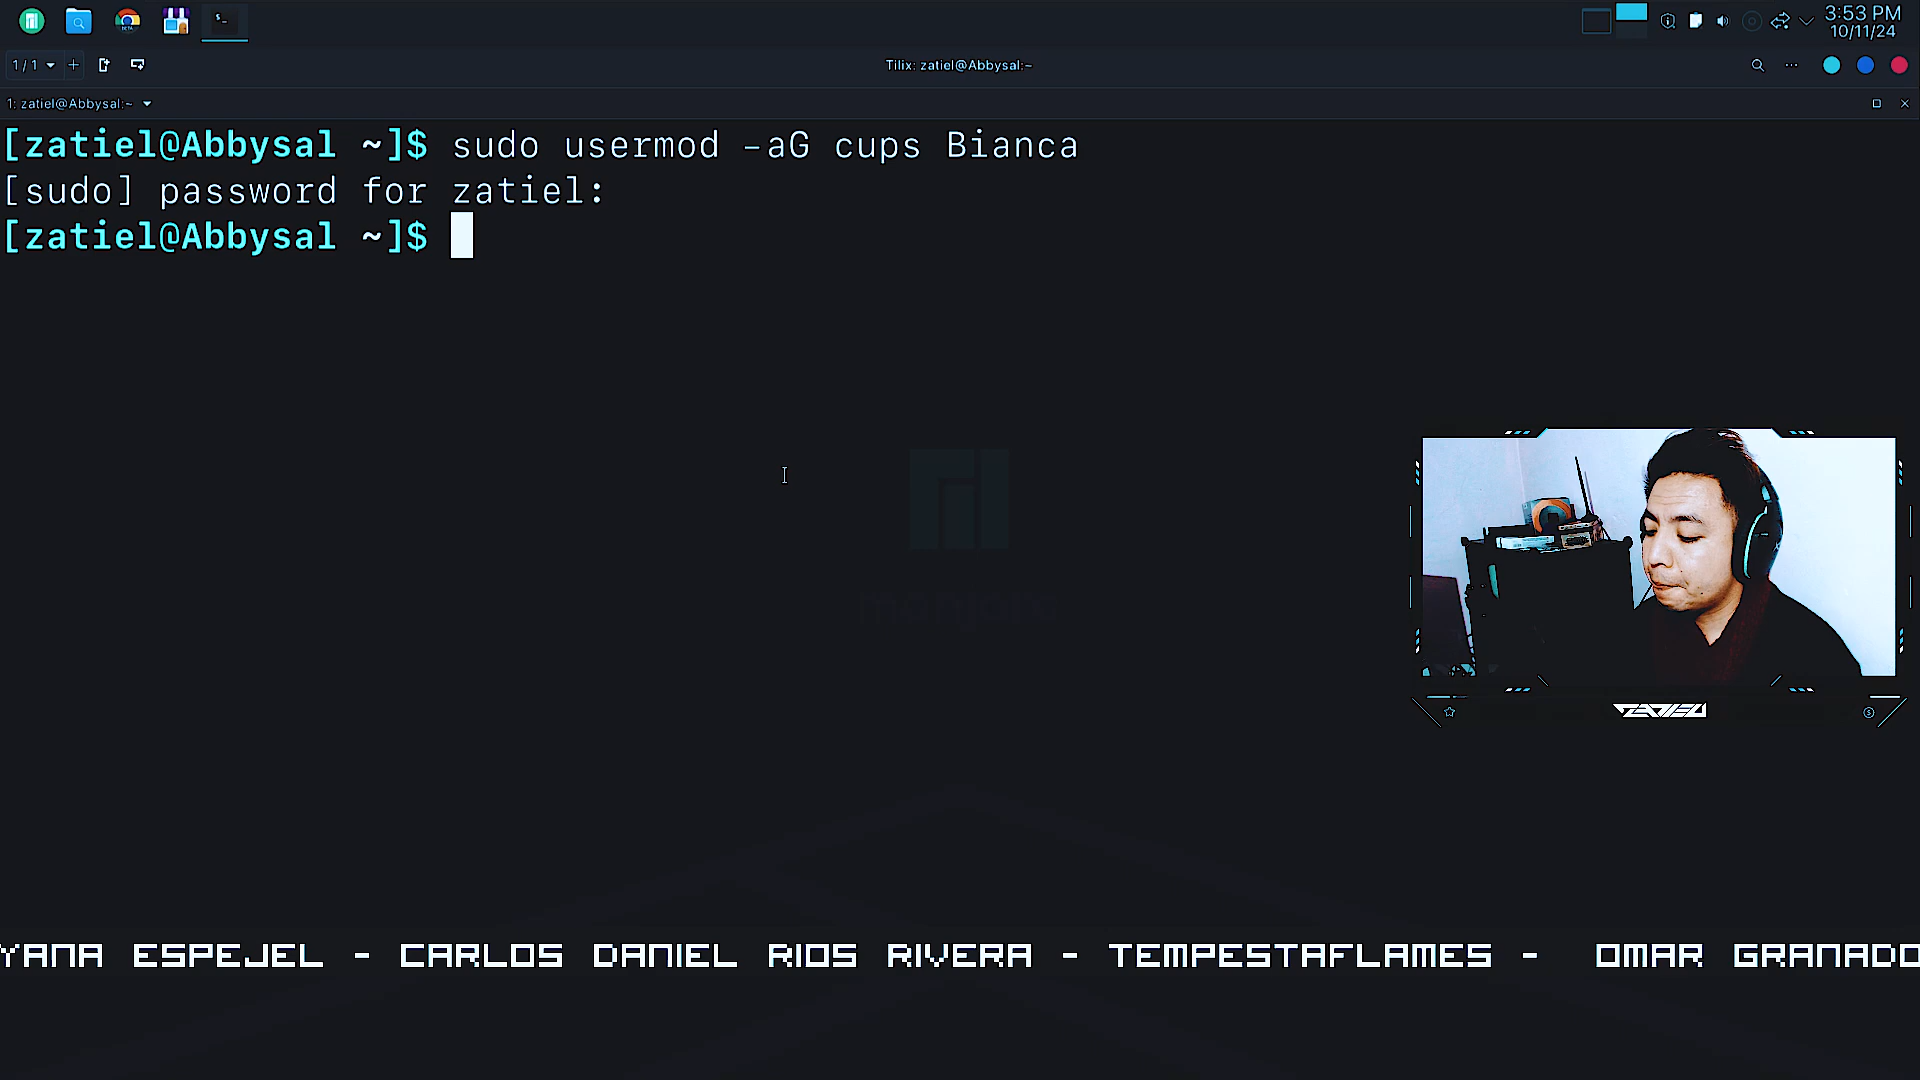 3:53 PM
10/11/24
1 / 1
Tilix: zatiel@Abbysal:~
1: zatiel@Abbysal:~
[zatiel@Abbysal ~]$ sudo usermod -aG cups Bianca
[sudo] password for zatiel:
[zatiel@Abbysal ~]$
ZATIEL
YANA ESPEJEL - CARLOS DANIEL RIOS RIVERA - TEMPESTAFLAMES - OMAR GRANADO